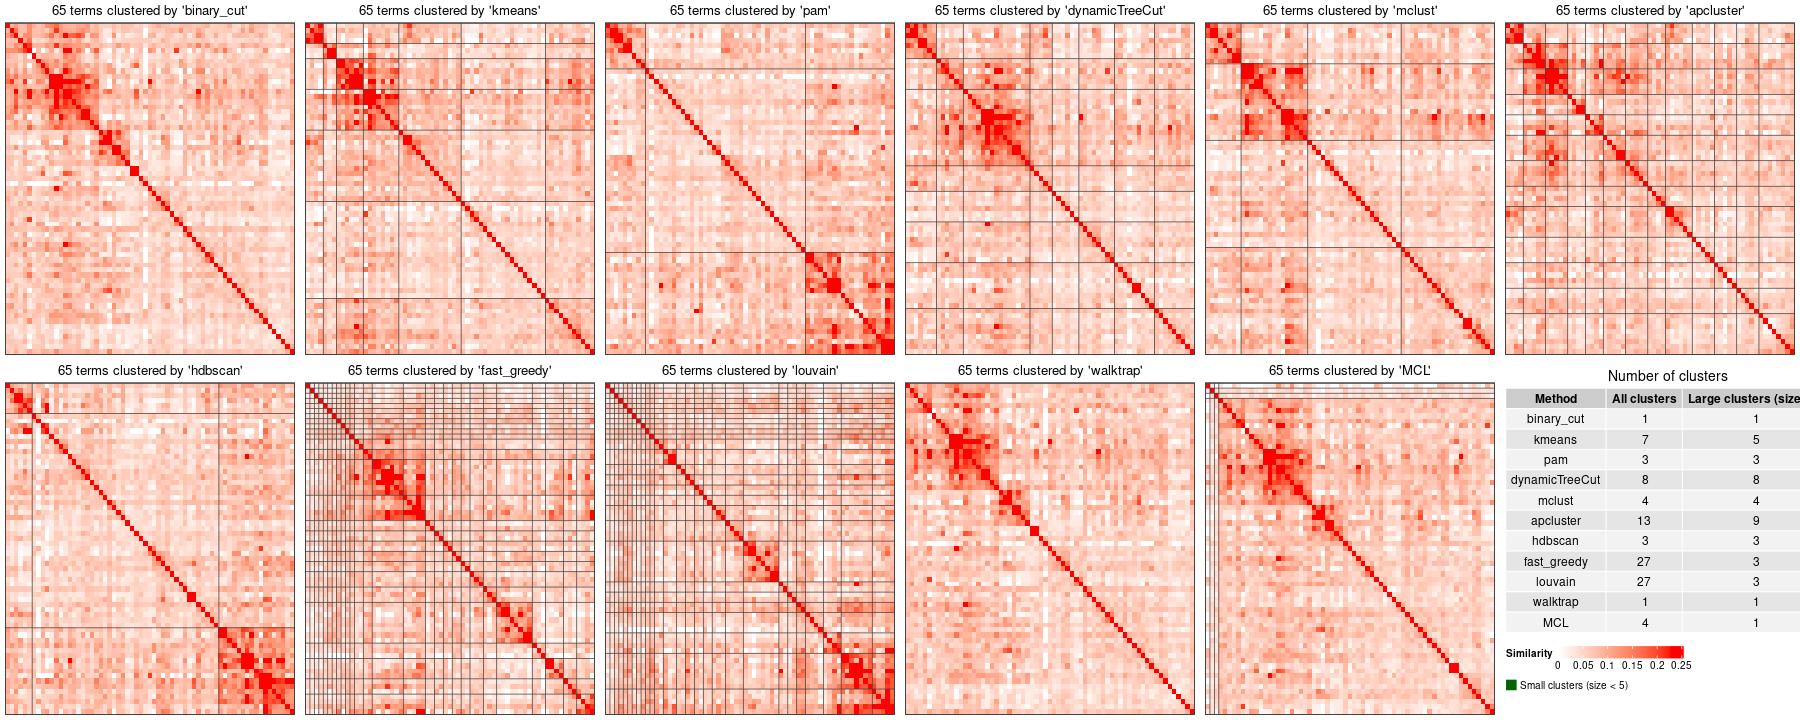 65 terms clustered by 'binary_cut'
65 terms clustered by 'kmeans'
65 terms clustered by 'pam'
65 terms clustered by 'dynamicTreeCut'
65 terms clustered by 'mclust'
65 terms clustered by 'apcluster'
65 terms clustered by 'hdbscan'
65 terms clustered by 'fast_greedy'
65 terms clustered by 'louvain'
65 terms clustered by 'walktrap'
65 terms clustered by 'MCL'
Number of clusters
Method All clusters Large clusters (size
binary_cut 1 1
kmeans 7 5
pam 3 3
dynamicTreeCut 8 8
mclust 4 4
apcluster 13 9
hdbscan 3 3
fast_greedy 27 3
louvain 27 3
walktrap 1 1
MCL 4 1
Similarity
0 0.05 0.1 0.15 0.2 0.25
Small clusters (size < 5)